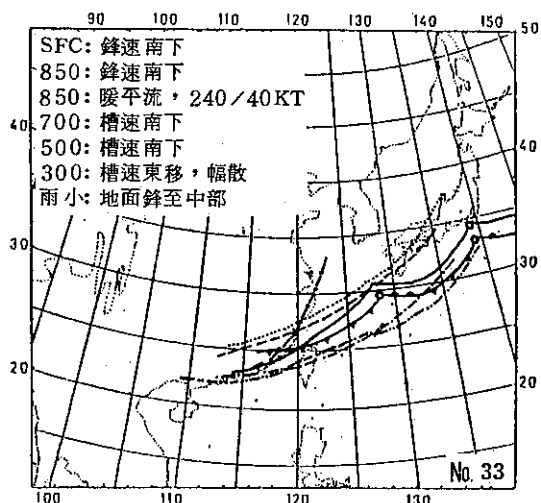 90 100 110 120 130 140 145 150
50
SFC: 鋒速南下
850: 鋒速南下
850: 暖平流，240/40KT
40
700: 槽速南下
500: 槽速南下
40
300: 槽速東移，幅散
雨小: 地面鋒至中部
30
30
20
20
No. 33
100 110 120 130